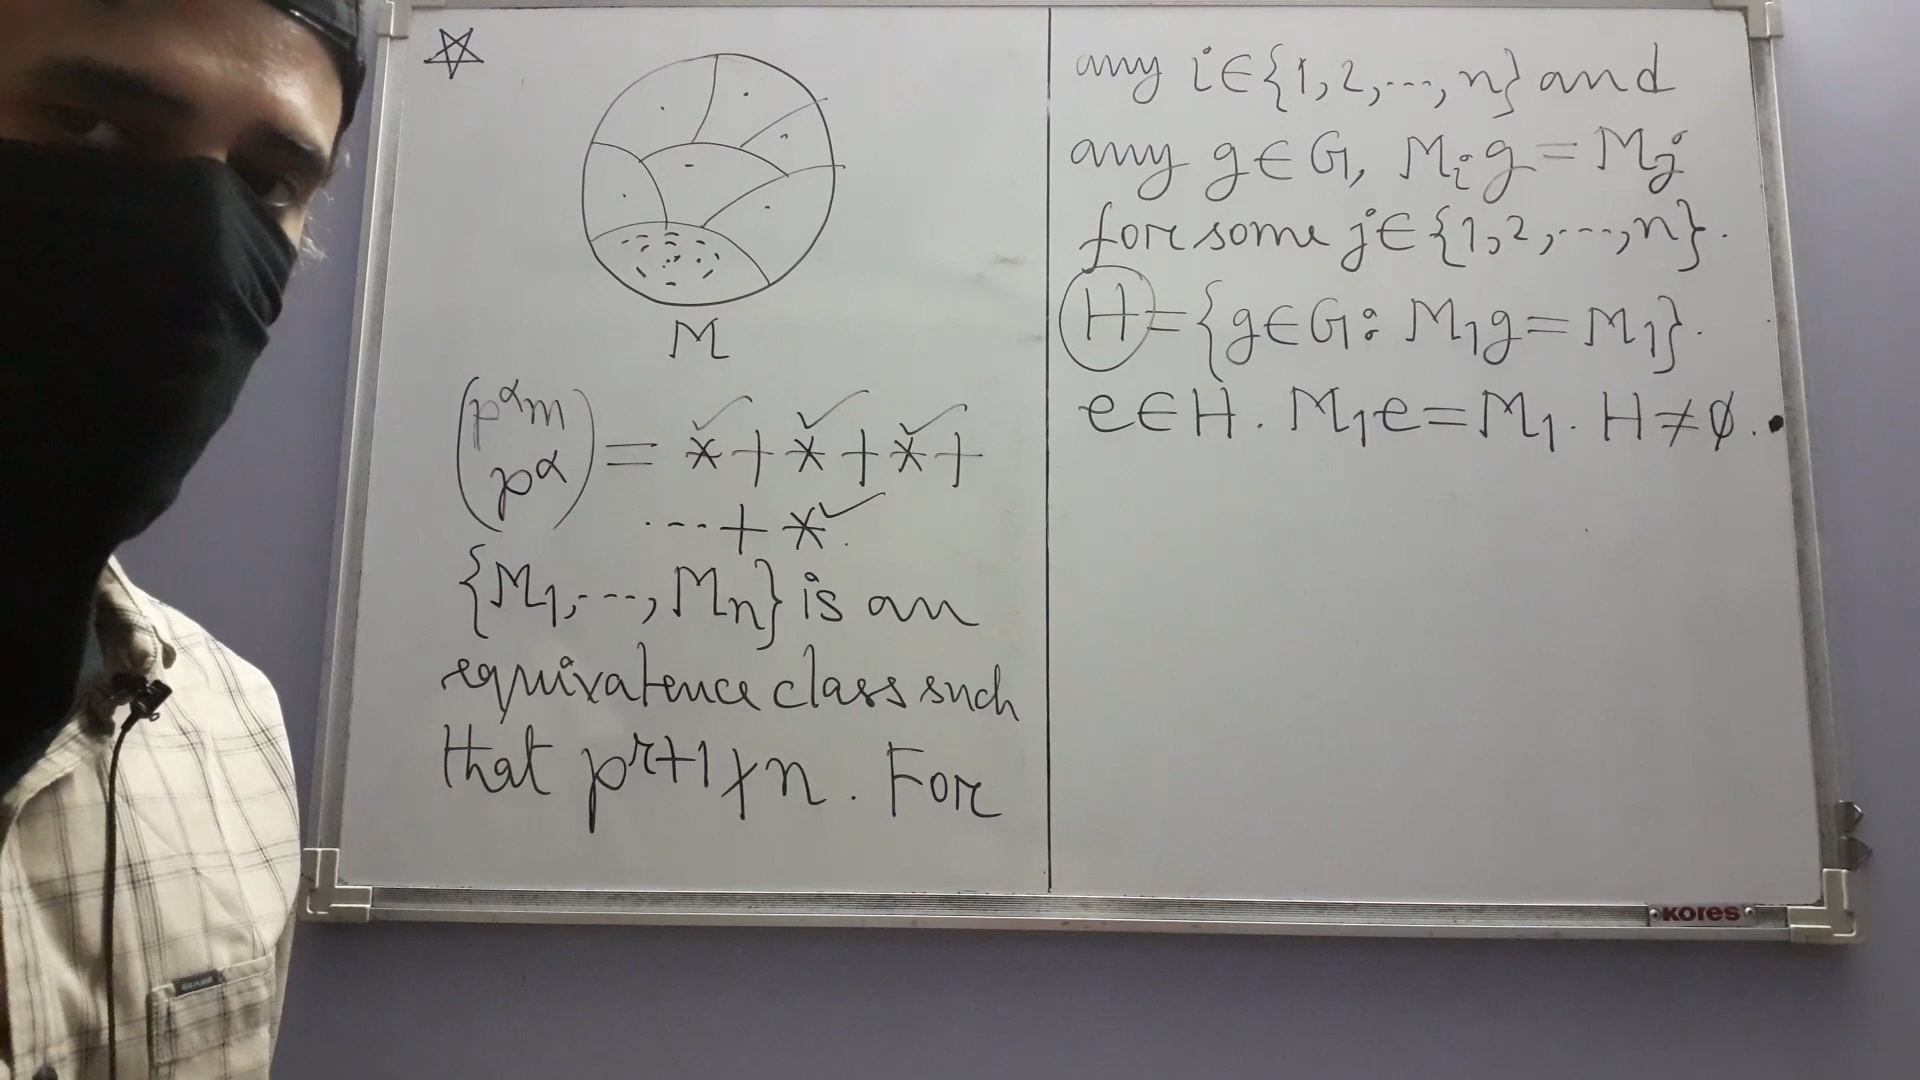 M
(p^α m
p^α) = * + * + * +
... + *.
{M₁, ..., Mₙ} is an
equivalence class such
that p^{r+1} ∤ n. For
any i ∈ {1, 2, ..., n} and
any g ∈ G, Mᵢg = Mⱼ
for some j ∈ {1, 2, ..., n}.
H = {g ∈ G : M₁g = M₁}.
e ∈ H. M₁e = M₁. H ≠ ∅.
kores